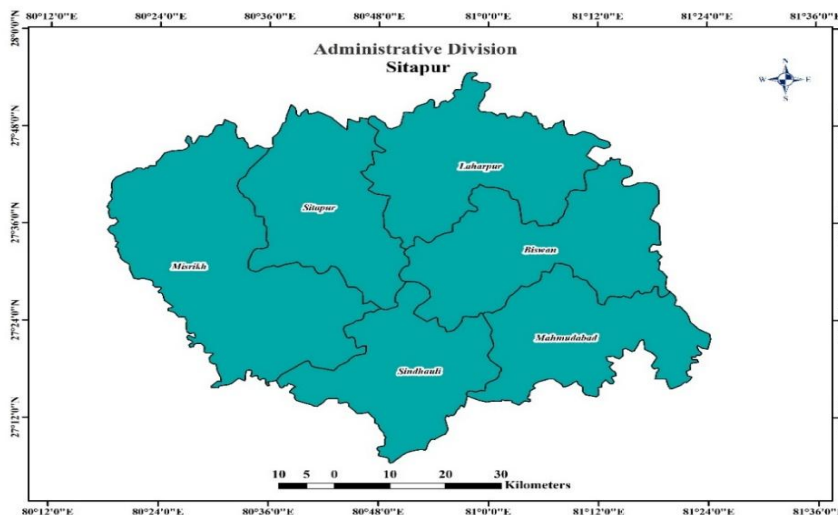 80°12'0"E 80°24'0"E 80°36'0"E 80°48'0"E 81°0'0"E 81°12'0"E 81°24'0"E 81°36'0"E
28°0'0"N
Administrative Division
Sitapur
N
W E
S
27°48'0"N
Laharpur
Sitapur
27°36'0"N
Biswan
Misrikh
27°24'0"N
Mahmudabad
Sindhauli
27°12'0"N
10 5 0 10 20 30
Kilometers
80°12'0"E 80°24'0"E 80°36'0"E 80°48'0"E 81°0'0"E 81°12'0"E 81°24'0"E 81°36'0"E